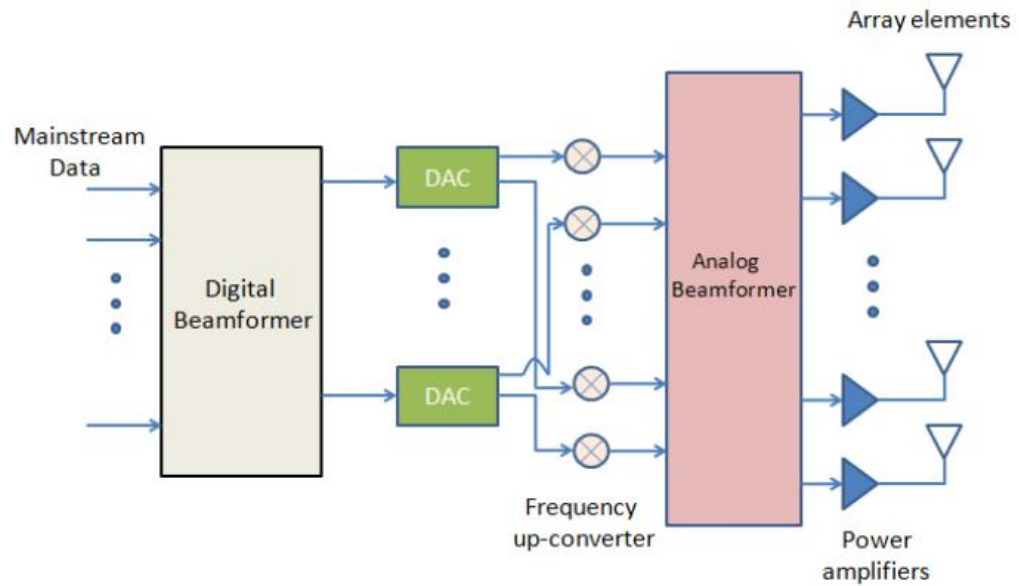 Array elements
Mainstream
Data
DAC
Digital
Beamformer
DAC
Analog
Beamformer
Frequency
up-converter
Power
amplifiers